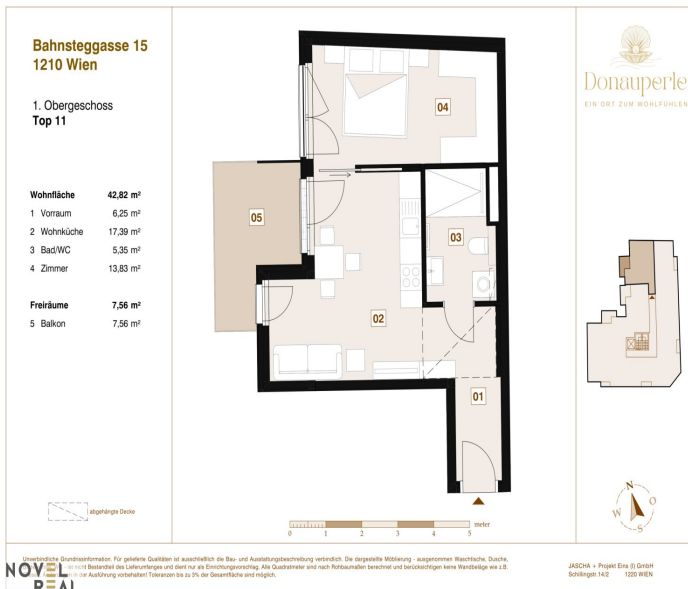 Bahnsteggasse 15
1210 Wien
1. Obergeschoss
Top 11
Wohnfläche 42,82 m²
1 Vorraum 6,25 m²
2 Wohnküche 17,39 m²
3 Bad/WC 5,35 m²
4 Zimmer 13,83 m²
Freiräume 7,56 m²
5 Balkon 7,56 m²
abgehängte Decke
04
05
03
02
01
0 1 2 3 4 5 meter
Donauperle
EIN ORT ZUM WOHLFÜHLEN
N
W O
S
Unverbindliche Grundrissinformation. Für gelieferte Qualitäten ist ausschließlich die Bau- und Ausstattungsbeschreibung verbindlich. Die dargestellte Möblierung - ausgenommen Waschtische, Dusche,
ist nicht Bestandteil des Lieferumfanges und dient nur als Einrichtungsvorschlag. Alle Quadratmeter sind nach Rohbaumaßen berechnet und berücksichtigen keine Wandbeläge wie z.B.
in der Ausführung vorbehalten! Toleranzen bis zu 3% der Gesamtfläche sind möglich.
JASCHA + Projekt Eins (I) GmbH
Schillingstr.14/2 1220 WIEN
NOVEL
REAL